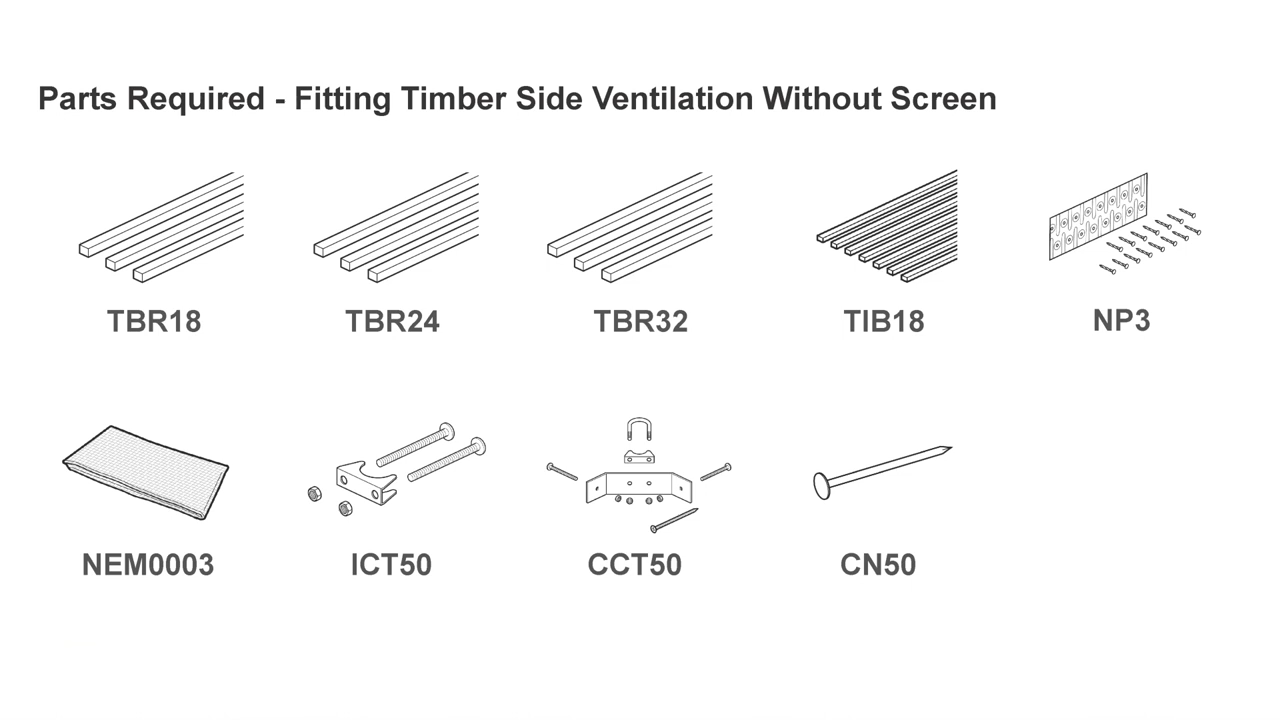 Parts Required - Fitting Timber Side Ventilation Without Screen
TBR18
TBR24
TBR32
TIB18
NP3
NEM0003
ICT50
CCT50
CN50